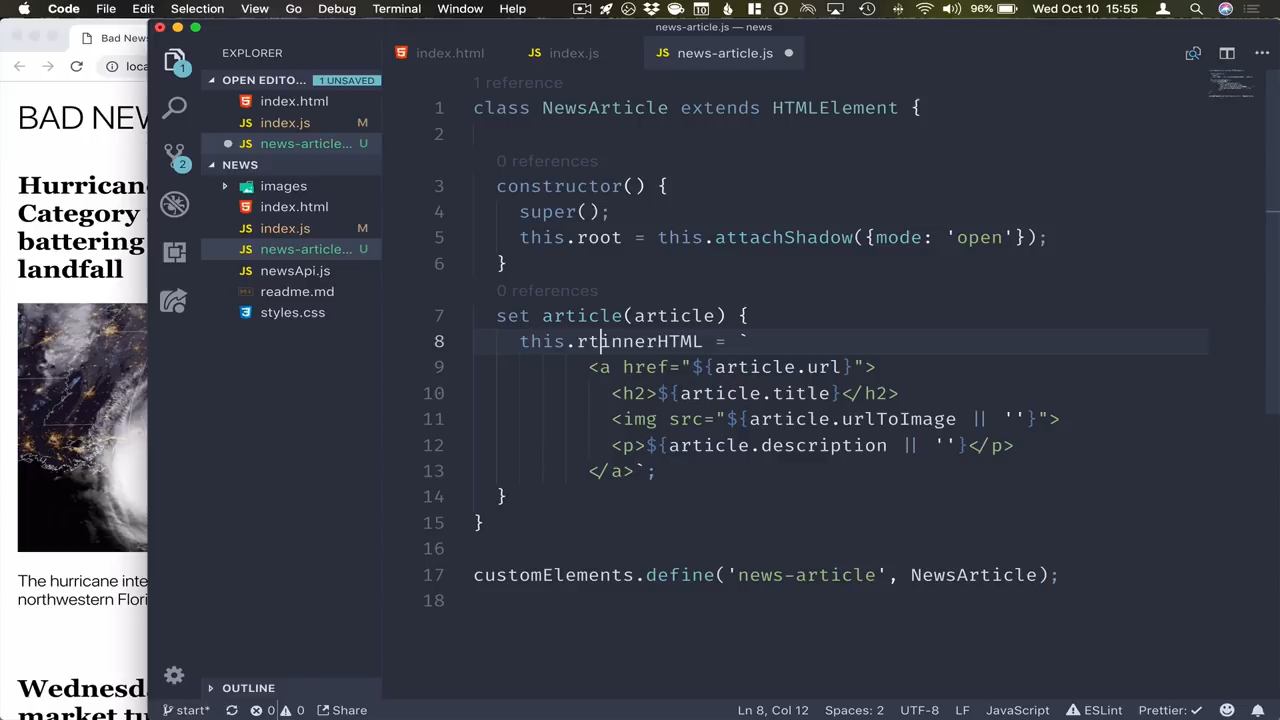 Edit
Selection
View
Go
Debug
Terminal
Window
Help
96%
Wed Oct 10
15:55
news-article.js — news
Bad News
BAD NEW
Hurrican
Category
battering
landfall
The hurricane inte
northwestern Flori
Wednesd
market tu
EXPLORER
OPEN EDITO...
1 UNSAVED
index.html
index.js M
news-article... U
NEWS
images
index.html
index.js M
news-article... U
newsApi.js
readme.md
styles.css
OUTLINE
1
2
index.html
index.js
news-article.js
1 reference
1 class NewsArticle extends HTMLElement {
2
0 references
3 constructor() {
4 super();
5 this.root = this.attachShadow({mode: 'open'});
6 }
0 references
7 set article(article) {
8 this.rtinnerHTML = `
9 <a href="${article.url}">
10 <h2>${article.title}</h2>
11 <img src="${article.urlToImage || ''}">
12 <p>${article.description || ''}</p>
13 </a>`;
14 }
15 }
16
17 customElements.define('news-article', NewsArticle);
18
start*
0
0
Share
Ln 8, Col 12
Spaces: 2
UTF-8
LF
JavaScript
ESLint
Prettier: ✓